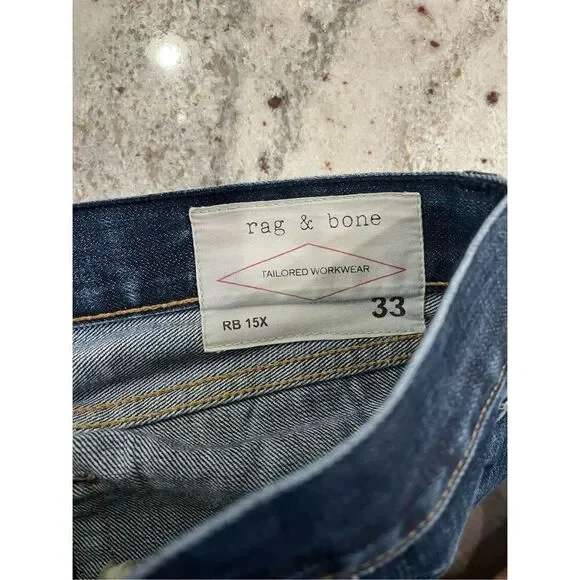 rag & bone
TAILORED WORKWEAR
RB 15X 33